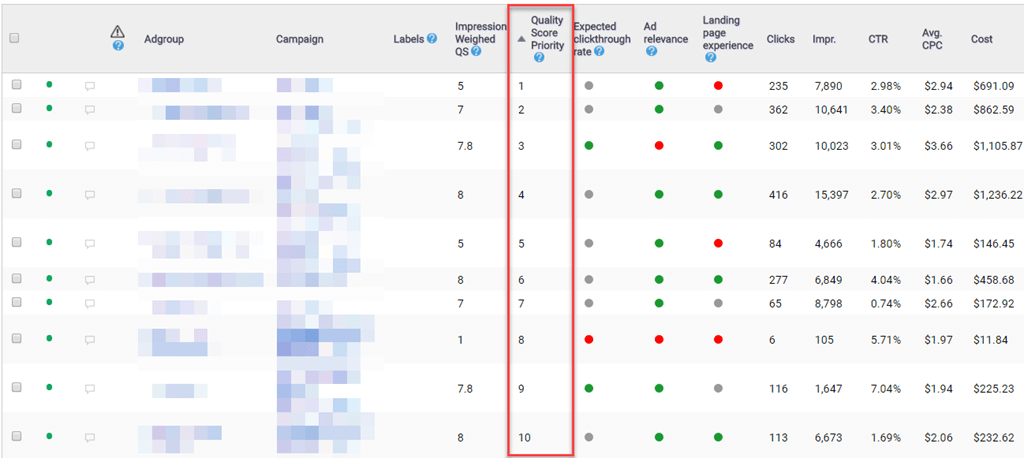 Adgroup Campaign Labels ? Impression Weighed QS ? Quality Score Priority ? Expected clickthrough rate ? Ad relevance ? Landing page experience ? Clicks Impr. CTR Avg. CPC Cost
5 1 235 7,890 2.98% $2.94 $691.09
7 2 362 10,641 3.40% $2.38 $862.59
7.8 3 302 10,023 3.01% $3.66 $1,105.87
8 4 416 15,397 2.70% $2.97 $1,236.22
5 5 84 4,666 1.80% $1.74 $146.45
8 6 277 6,849 4.04% $1.66 $458.68
7 7 65 8,798 0.74% $2.66 $172.92
1 8 6 105 5.71% $1.97 $11.84
7.8 9 116 1,647 7.04% $1.94 $225.23
8 10 113 6,673 1.69% $2.06 $232.62